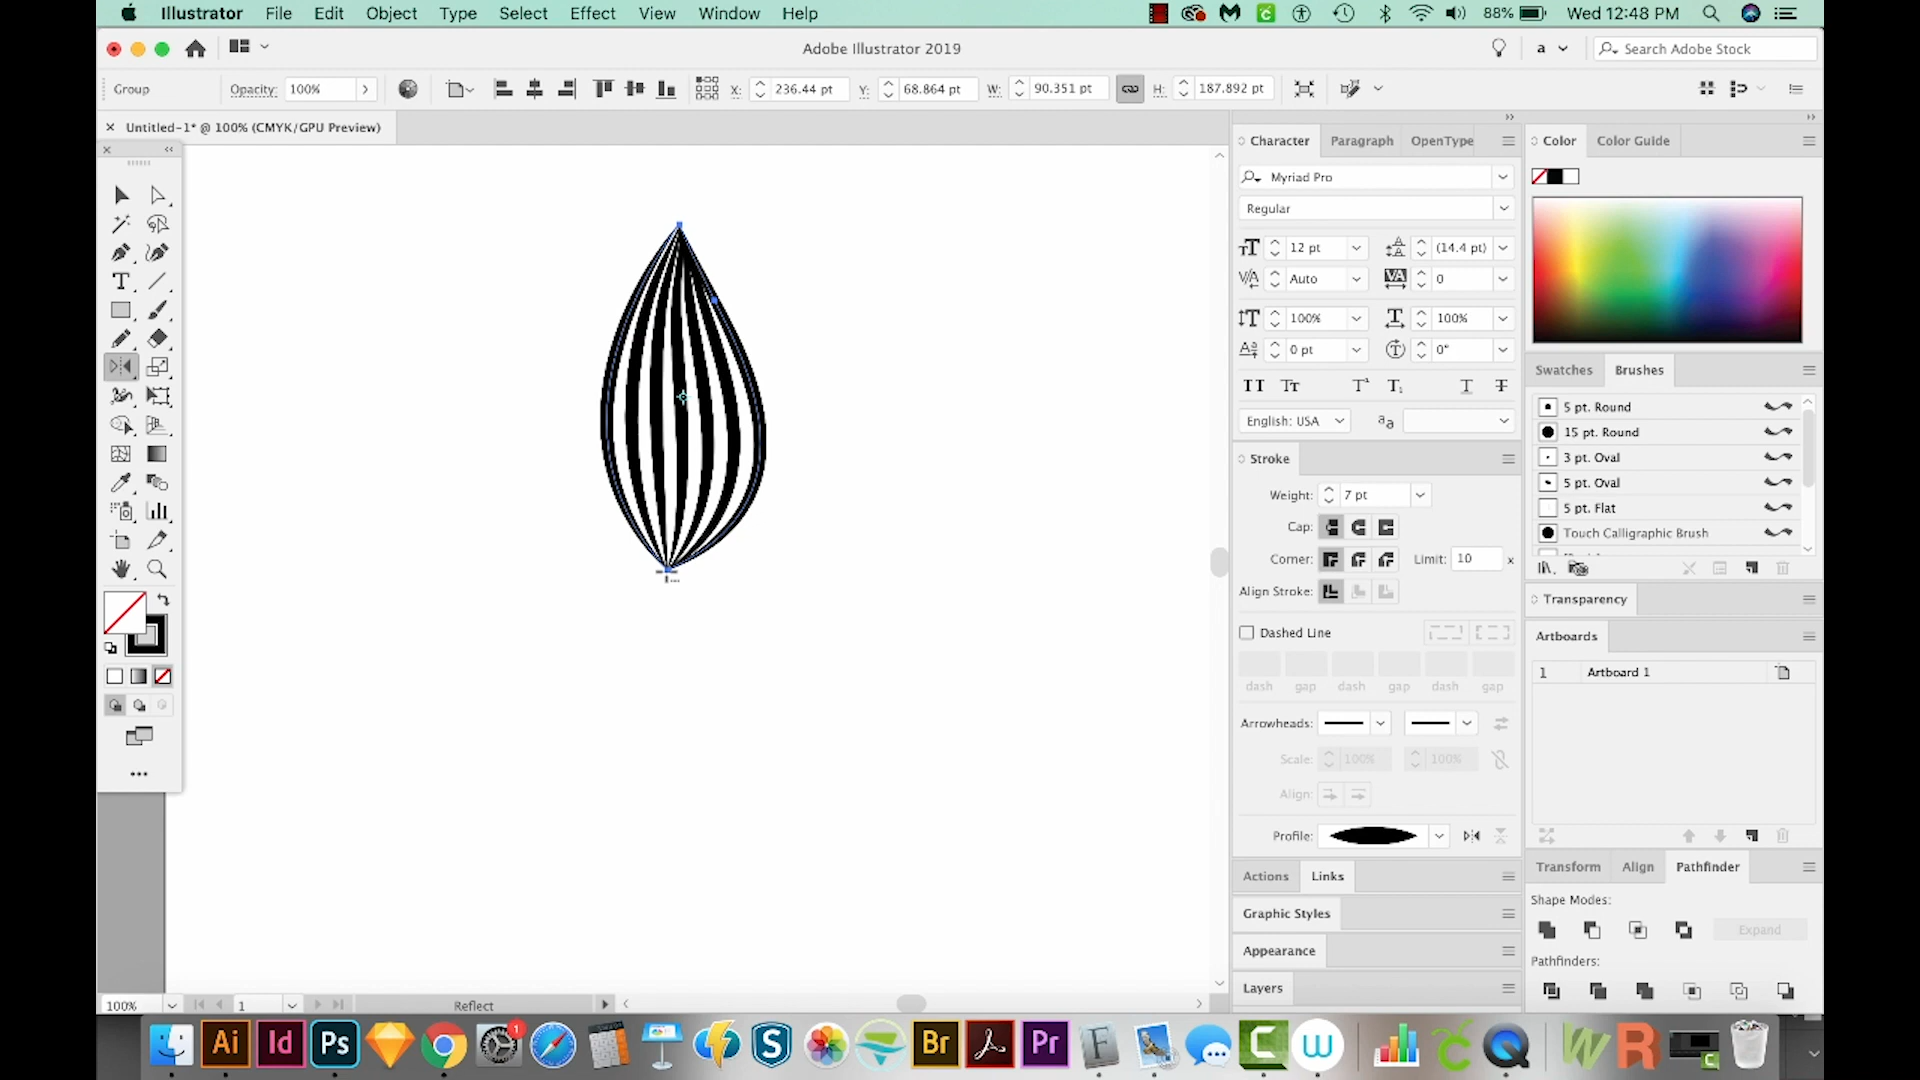 Illustrator File Edit Object Type Select Effect View Window Help 88% Wed 12:48 PM
Adobe Illustrator 2019 a Search Adobe Stock
Group Opacity: 100% X: 236.44 pt Y: 68.864 pt W: 90.351 pt H: 187.892 pt
Untitled-1* @ 100% (CMYK/GPU Preview)
Character Paragraph OpenType
Myriad Pro
Regular
12 pt (14.4 pt)
Auto 0
100% 100%
0 pt 0°
English: USA
Stroke
Weight: 7 pt
Cap:
Corner: Limit: 10 x
Align Stroke:
Dashed Line
dash gap dash gap dash gap
Arrowheads:
Scale: 100% 100%
Align:
Profile:
Actions Links
Graphic Styles
Appearance
Layers
Color Color Guide
Swatches Brushes
5 pt. Round
15 pt. Round
3 pt. Oval
5 pt. Oval
5 pt. Flat
Touch Calligraphic Brush
Transparency
Artboards
1 Artboard 1
Transform Align Pathfinder
Shape Modes:
Expand
Pathfinders:
100% 1 Reflect
Ai Id Ps 1 S Br Pr